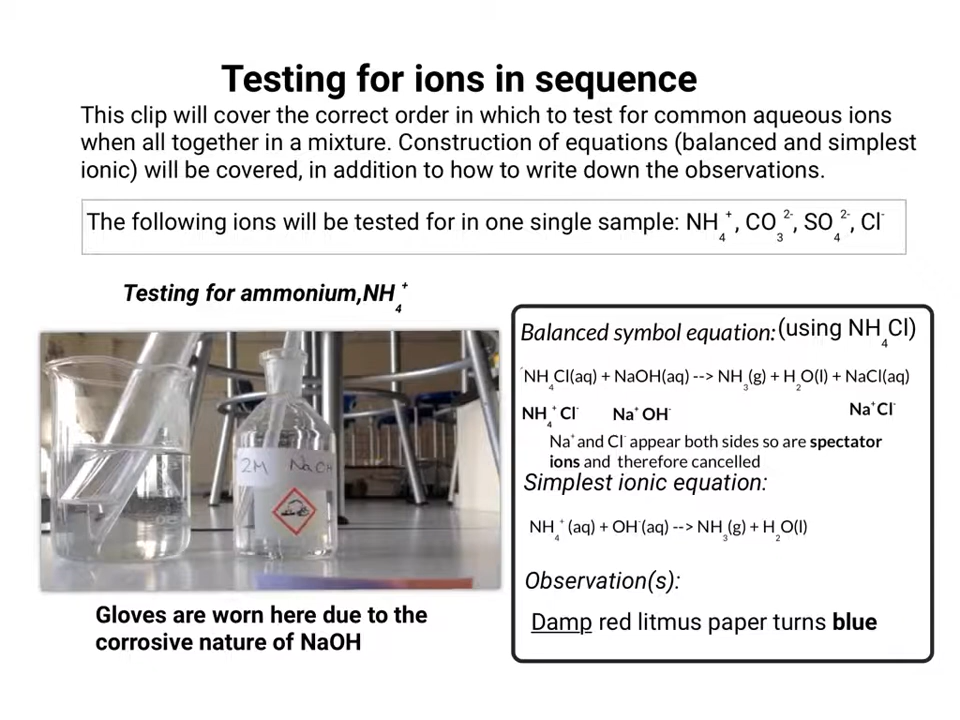 Testing for ions in sequence
This clip will cover the correct order in which to test for common aqueous ions
when all together in a mixture. Construction of equations (balanced and simplest
ionic) will be covered, in addition to how to write down the observations.
The following ions will be tested for in one single sample: NH₄⁺, CO₃²⁻, SO₄²⁻, Cl⁻
Testing for ammonium,NH₄⁺
2M NaOH
Gloves are worn here due to the
corrosive nature of NaOH
Balanced symbol equation:(using NH₄Cl)
NH₄Cl(aq) + NaOH(aq) --> NH₃(g) + H₂O(l) + NaCl(aq)
NH₄⁺ Cl⁻ Na⁺ OH⁻ Na⁺Cl⁻
Na⁺and Cl⁻ appear both sides so are spectator
ions and therefore cancelled
Simplest ionic equation:
NH₄⁺ (aq) + OH⁻(aq) --> NH₃(g) + H₂O(l)
Observation(s):
Damp red litmus paper turns blue